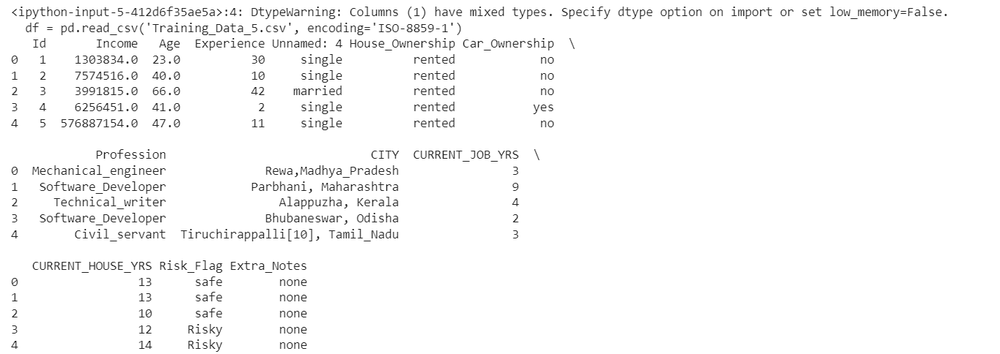 <ipython-input-5-412d6f35ae5a>:4: DtypeWarning: Columns (1) have mixed types. Specify dtype option on import or set low_memory=False.
  df = pd.read_csv('Training_Data_5.csv', encoding='ISO-8859-1')
   Id       Income   Age  Experience Unnamed: 4 House_Ownership Car_Ownership  \
0   1    1303834.0  23.0          30     single          rented            no
1   2    7574516.0  40.0          10     single          rented            no
2   3    3991815.0  66.0          42    married          rented            no
3   4    6256451.0  41.0           2     single          rented           yes
4   5  576887154.0  47.0          11     single          rented            no
            Profession                            CITY  CURRENT_JOB_YRS  \
0  Mechanical_engineer             Rewa,Madhya_Pradesh                3
1   Software_Developer           Parbhani, Maharashtra                9
2     Technical_writer               Alappuzha, Kerala                4
3   Software_Developer             Bhubaneswar, Odisha                2
4        Civil_servant  Tiruchirappalli[10], Tamil_Nadu                3
   CURRENT_HOUSE_YRS Risk_Flag Extra_Notes
0                 13      safe        none
1                 13      safe        none
2                 10      safe        none
3                 12     Risky        none
4                 14     Risky        none